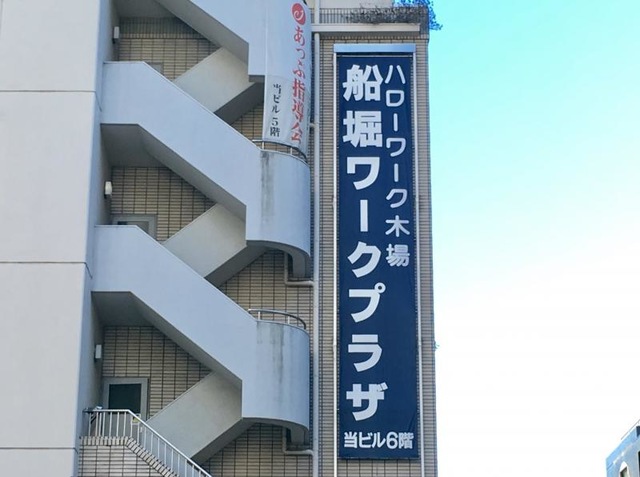 ハローワーク木場
船堀ワークプラザ
当ビル6階
あっぷ指導会
当ビル5階